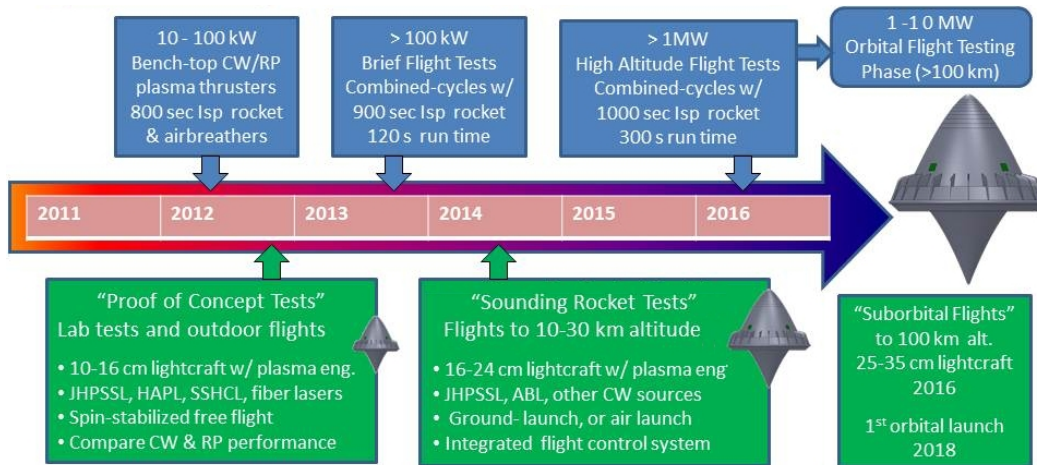 10 - 100 kW
Bench-top CW/RP
plasma thrusters
800 sec Isp rocket
& airbreathers
> 100 kW
Brief Flight Tests
Combined-cycles w/
900 sec Isp rocket
120 s run time
> 1MW
High Altitude Flight Tests
Combined-cycles w/
1000 sec Isp rocket
300 s run time
1 -10 MW
Orbital Flight Testing
Phase (>100 km)
2011 2012 2013 2014 2015 2016
“Proof of Concept Tests”
Lab tests and outdoor flights
• 10-16 cm lightcraft w/ plasma eng.
• JHPSSL, HAPL, SSHCL, fiber lasers
• Spin-stabilized free flight
• Compare CW & RP performance
“Sounding Rocket Tests”
Flights to 10-30 km altitude
• 16-24 cm lightcraft w/ plasma eng
• JHPSSL, ABL, other CW sources
• Ground- launch, or air launch
• Integrated flight control system
“Suborbital Flights”
to 100 km alt.
25-35 cm lightcraft
2016
1st orbital launch
2018